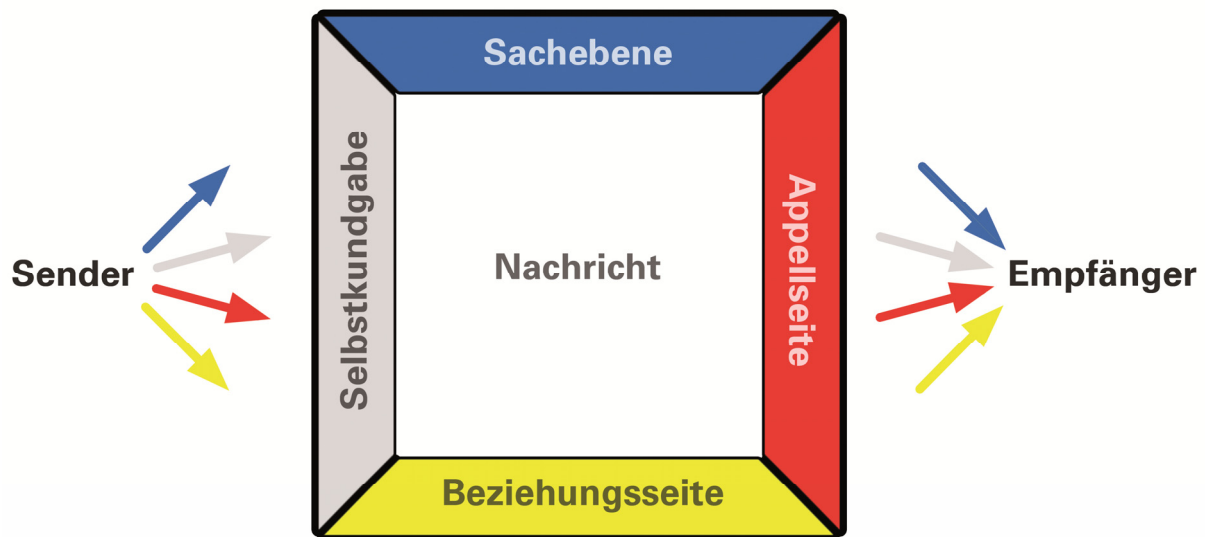 Sachebene
Selbstkundgabe
Sender
Nachricht
Appellseite
Empfänger
Beziehungsseite